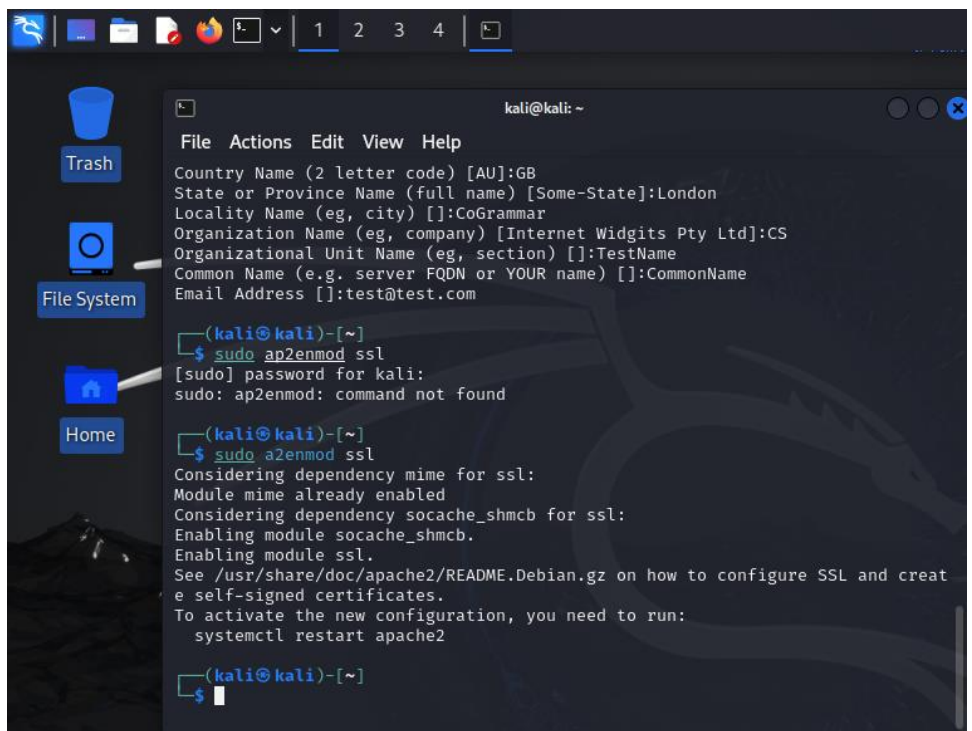 1 2 3 4
kali@kali: ~
File Actions Edit View Help
Trash
File System
Home
Country Name (2 letter code) [AU]:GB
State or Province Name (full name) [Some-State]:London
Locality Name (eg, city) []:CoGrammar
Organization Name (eg, company) [Internet Widgits Pty Ltd]:CS
Organizational Unit Name (eg, section) []:TestName
Common Name (e.g. server FQDN or YOUR name) []:CommonName
Email Address []:test@test.com
┌──(kali㉿kali)-[~]
└─$ sudo ap2enmod ssl
[sudo] password for kali:
sudo: ap2enmod: command not found
┌──(kali㉿kali)-[~]
└─$ sudo a2enmod ssl
Considering dependency mime for ssl:
Module mime already enabled
Considering dependency socache_shmcb for ssl:
Enabling module socache_shmcb.
Enabling module ssl.
See /usr/share/doc/apache2/README.Debian.gz on how to configure SSL and creat
e self-signed certificates.
To activate the new configuration, you need to run:
  systemctl restart apache2
┌──(kali㉿kali)-[~]
└─$